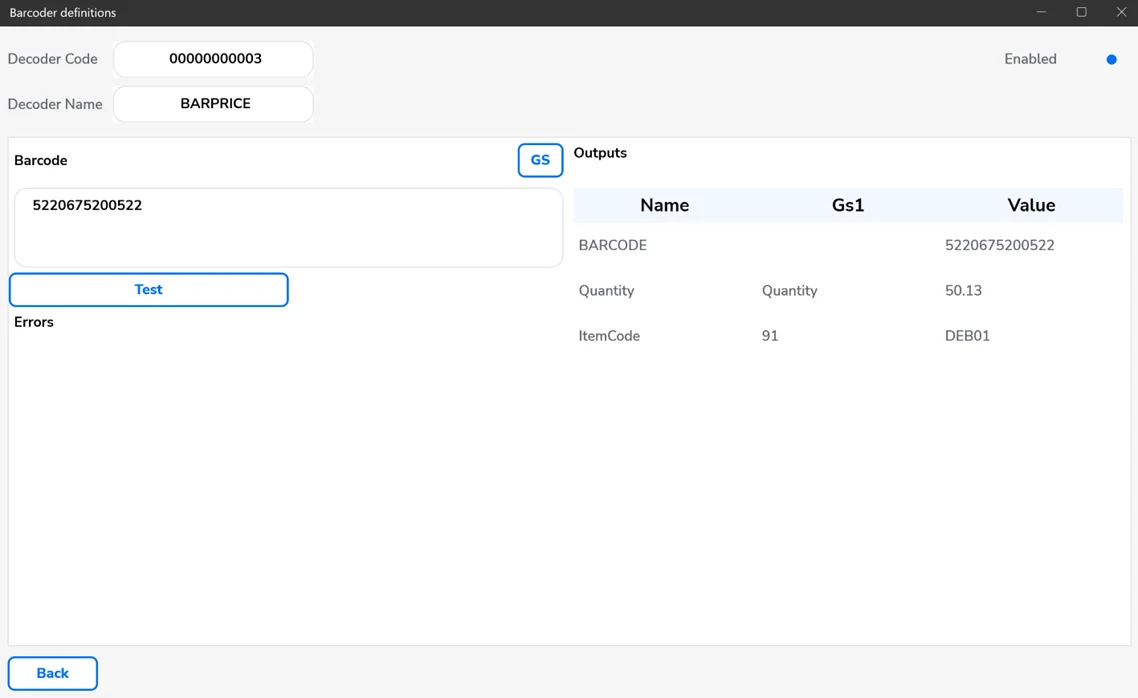 Barcoder definitions
Decoder Code 00000000003 Enabled
Decoder Name BARPRICE
Barcode GS
5220675200522
Test
Errors
Outputs
Name Gs1 Value
BARCODE 5220675200522
Quantity Quantity 50.13
ItemCode 91 DEB01
Back